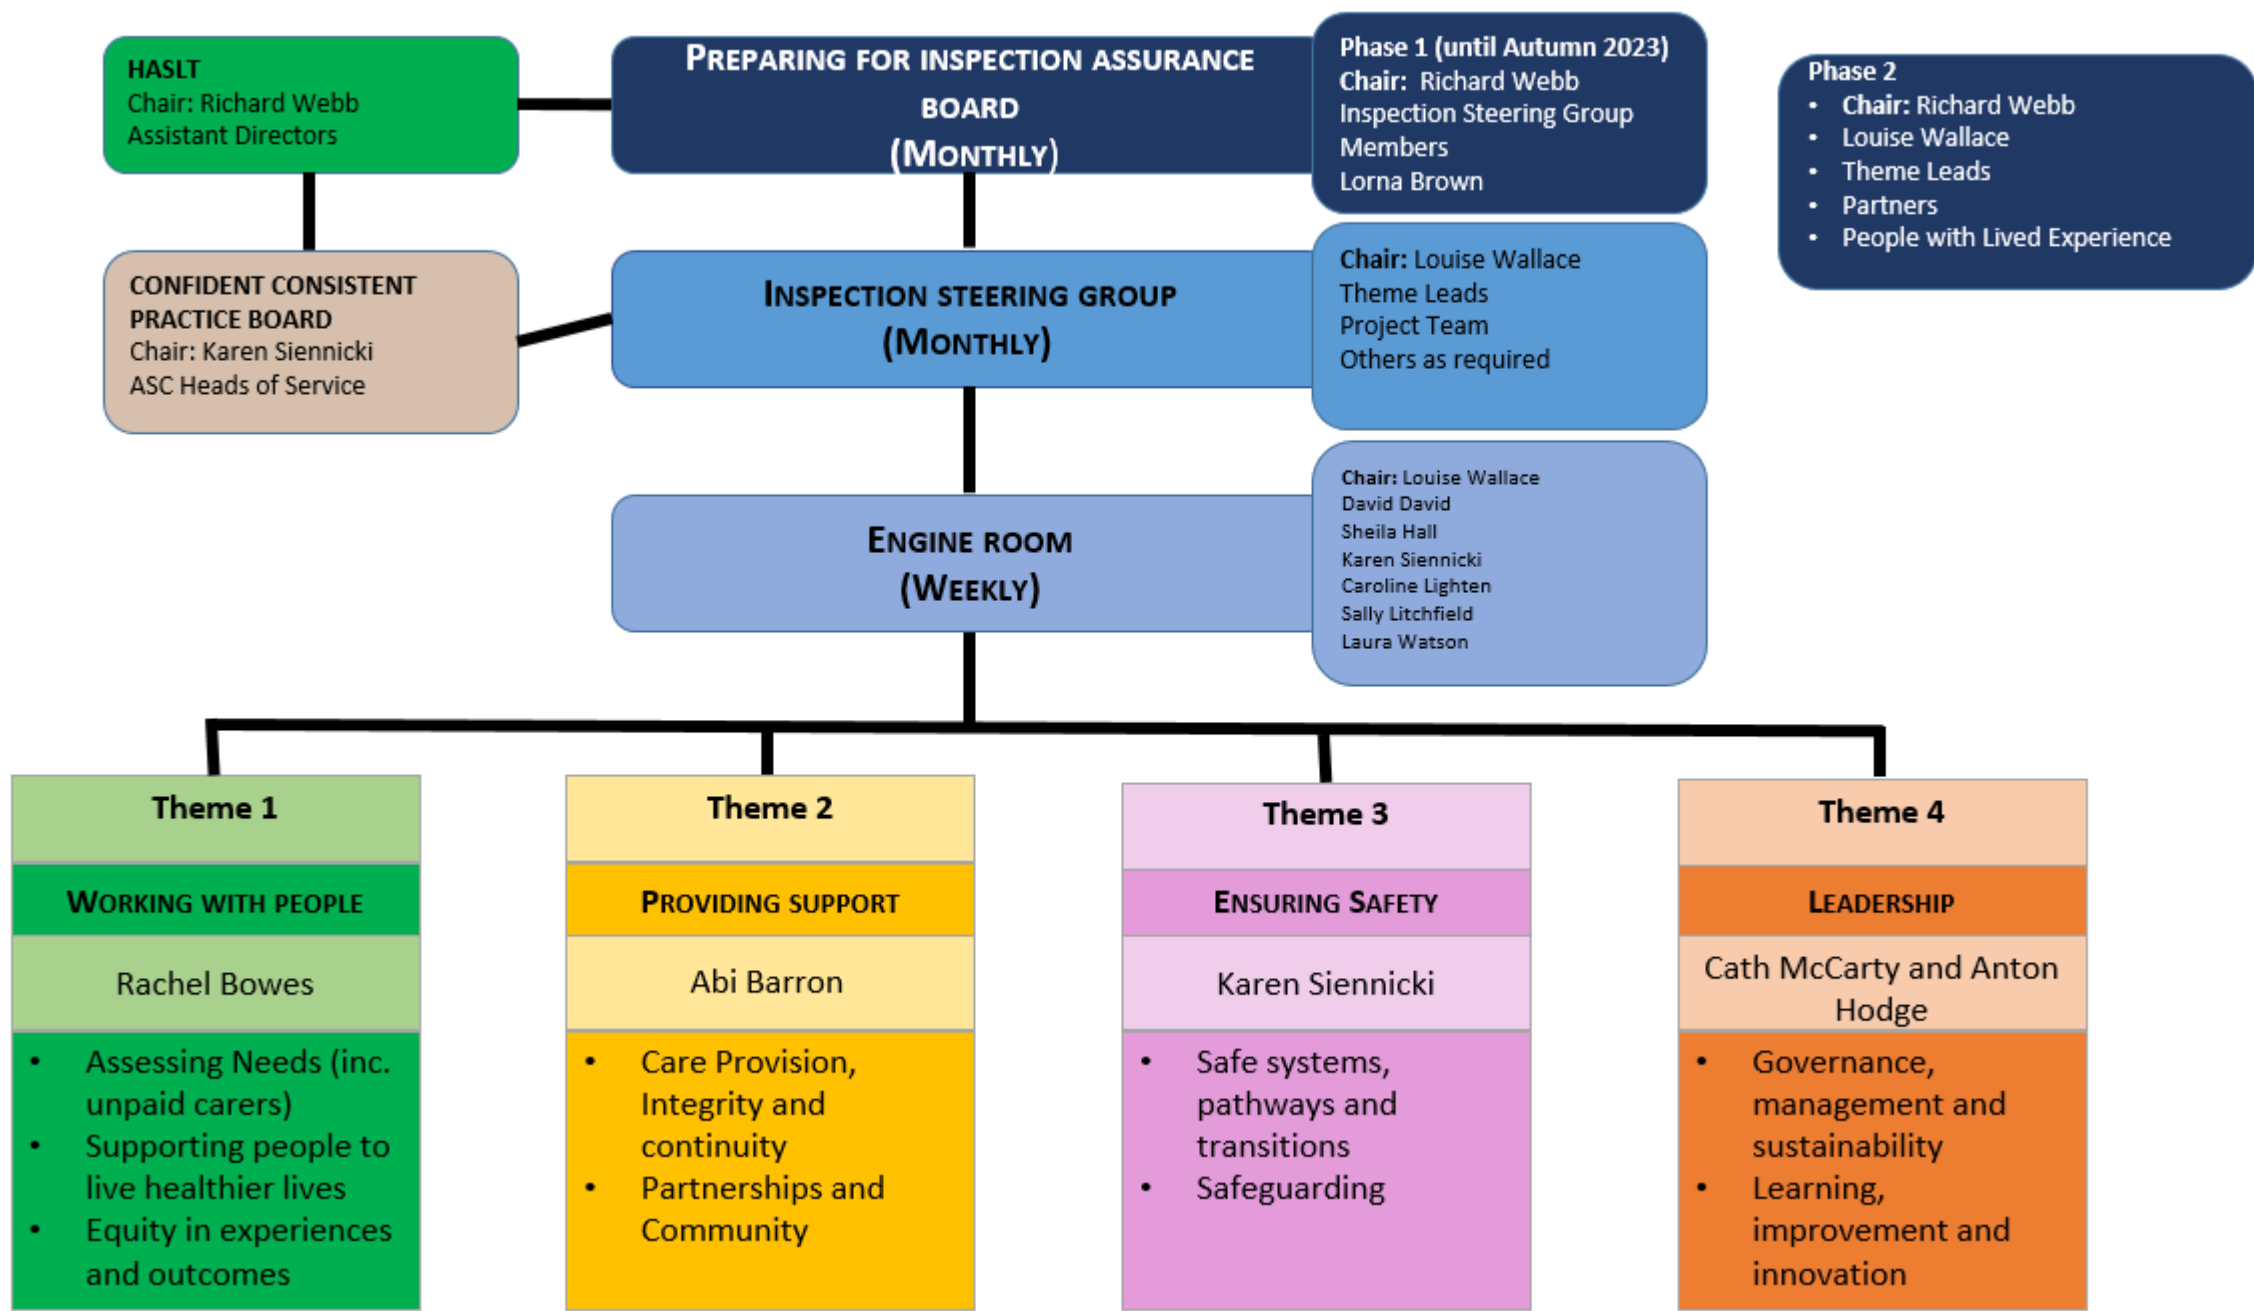 HASLT
Chair: Richard Webb
Assistant Directors
PREPARING FOR INSPECTION ASSURANCE
BOARD
(MONTHLY)
Phase 1 (until Autumn 2023)
Chair: Richard Webb
Inspection Steering Group
Members
Lorna Brown
Phase 2
• Chair: Richard Webb
• Louise Wallace
• Theme Leads
• Partners
• People with Lived Experience
CONFIDENT CONSISTENT
PRACTICE BOARD
Chair: Karen Siennicki
ASC Heads of Service
INSPECTION STEERING GROUP
(MONTHLY)
Chair: Louise Wallace
Theme Leads
Project Team
Others as required
ENGINE ROOM
(WEEKLY)
Chair: Louise Wallace
David David
Sheila Hall
Karen Siennicki
Caroline Lighten
Sally Litchfield
Laura Watson
Theme 1
WORKING WITH PEOPLE
Rachel Bowes
• Assessing Needs (inc.
unpaid carers)
• Supporting people to
live healthier lives
• Equity in experiences
and outcomes
Theme 2
PROVIDING SUPPORT
Abi Barron
• Care Provision,
Integrity and
continuity
• Partnerships and
Community
Theme 3
ENSURING SAFETY
Karen Siennicki
• Safe systems,
pathways and
transitions
• Safeguarding
Theme 4
LEADERSHIP
Cath McCarty and Anton
Hodge
• Governance,
management and
sustainability
• Learning,
improvement and
innovation